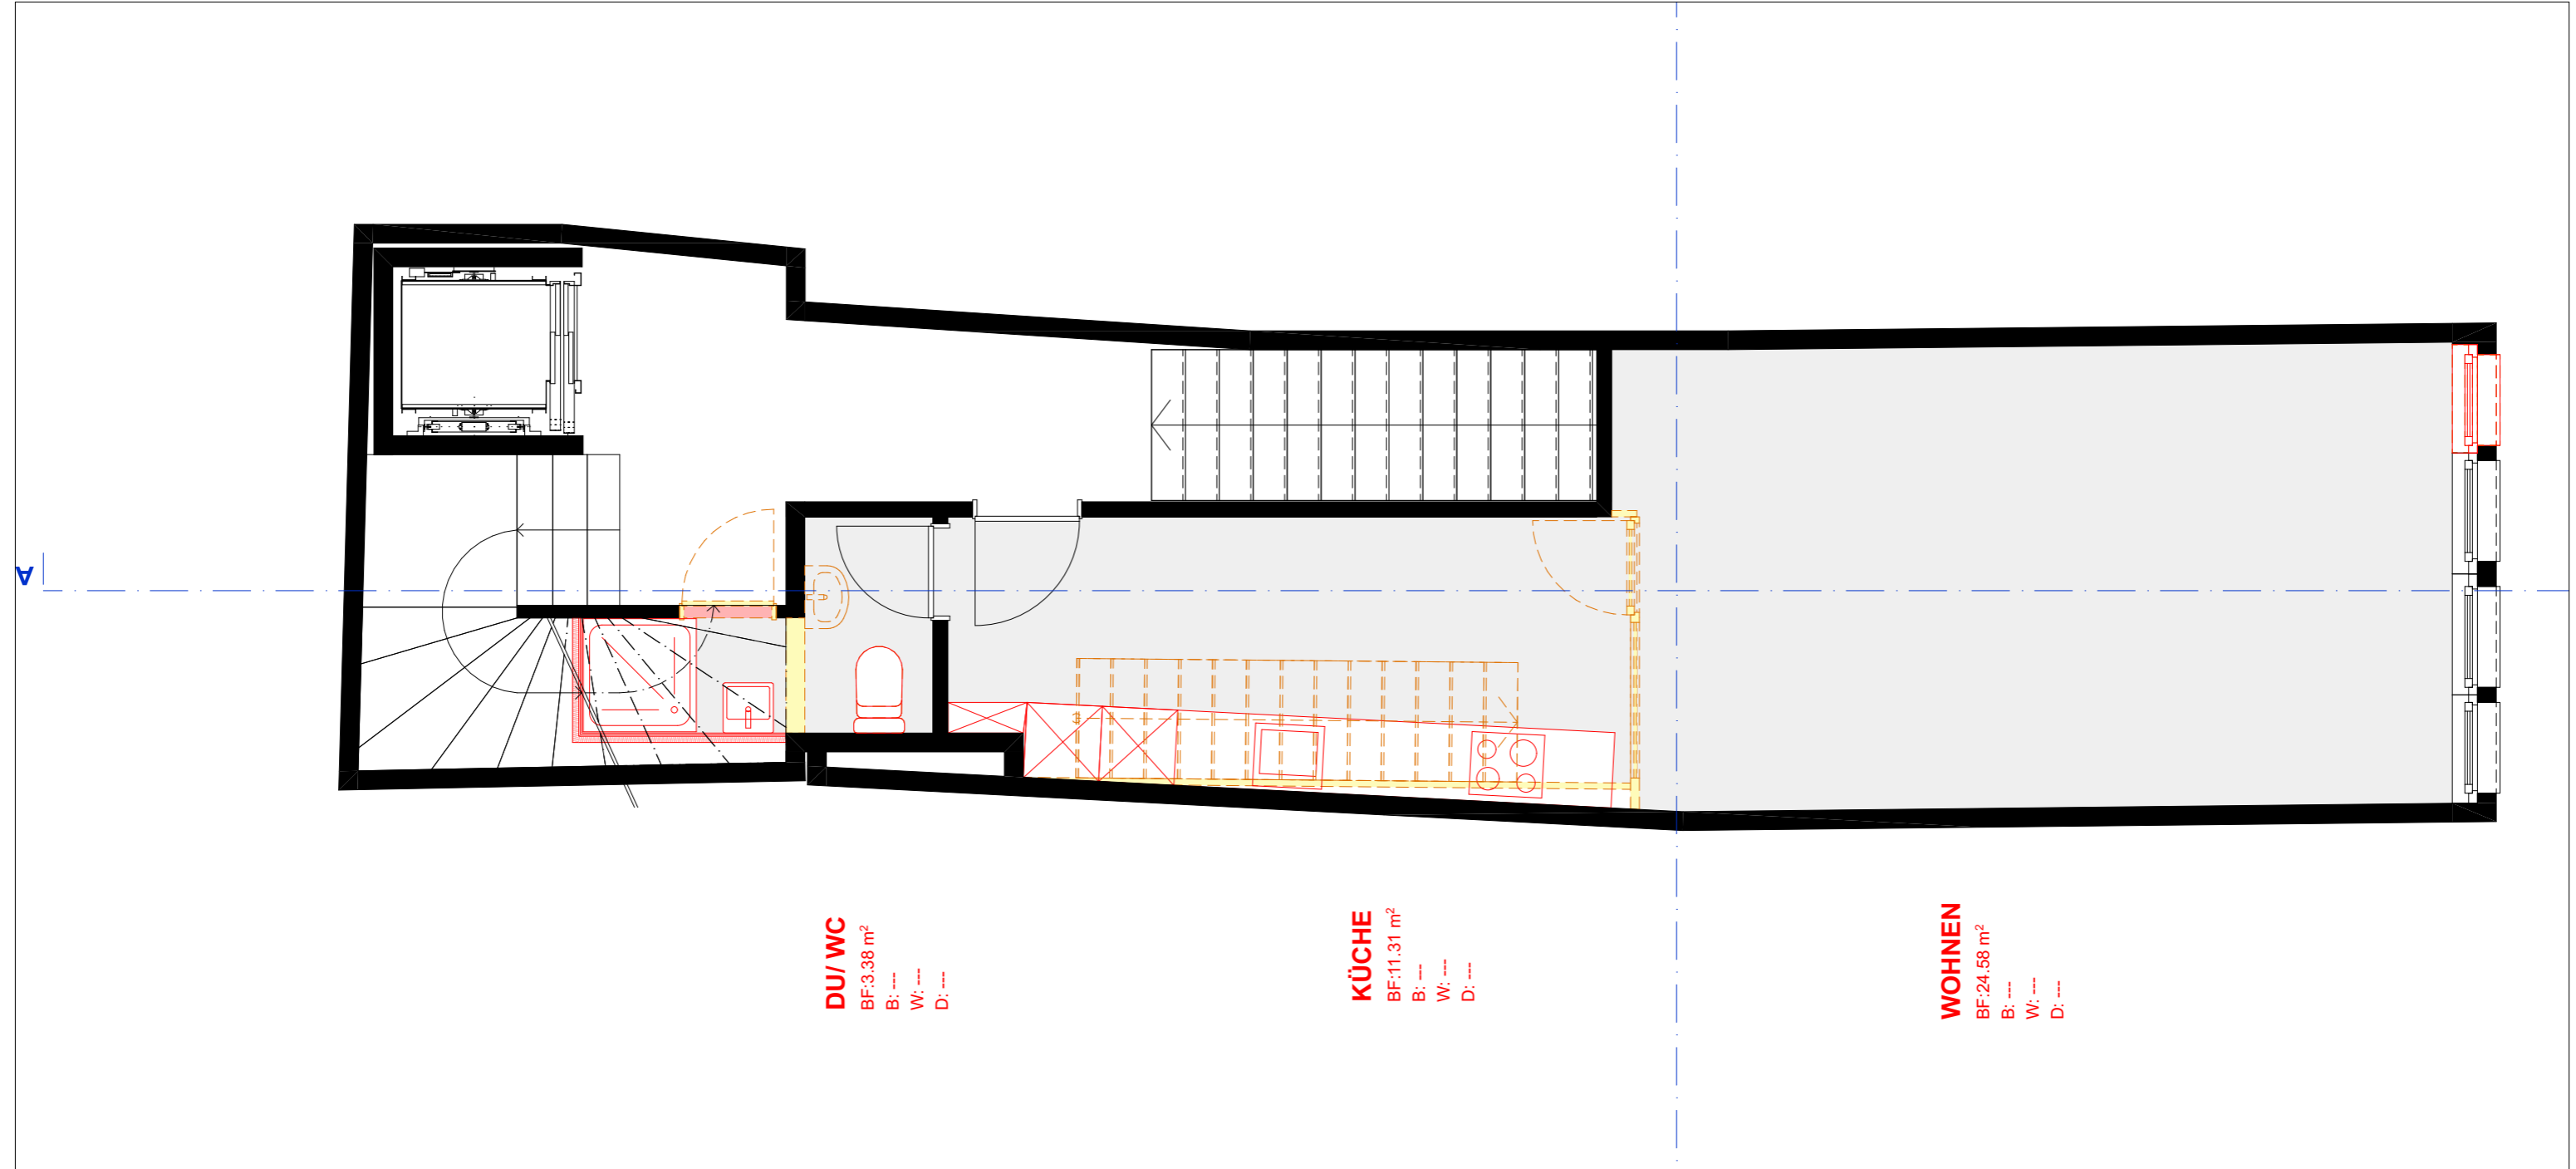 A
DU/ WC
BF:3.38 m²
B: ---
W: ---
D: ---
KÜCHE
BF:11.31 m²
B: ---
W: ---
D: ---
WOHNEN
BF:24.58 m²
B: ---
W: ---
D: ---